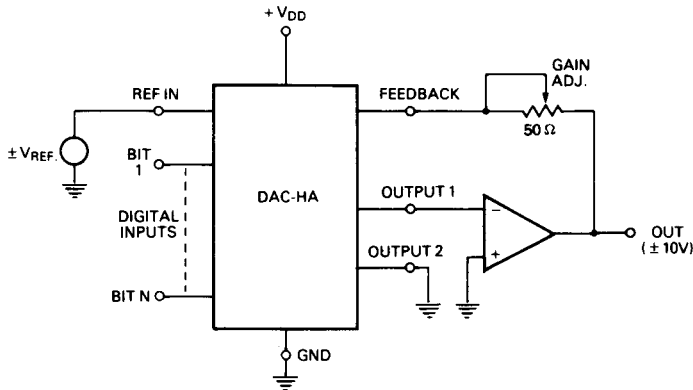 + VDD
REF IN
FEEDBACK
GAIN
ADJ.
50 Ω
± VREF.
BIT
1
DAC-HA
OUTPUT 1
DIGITAL
INPUTS
−
+
OUT
(± 10V)
OUTPUT 2
BIT N
GND